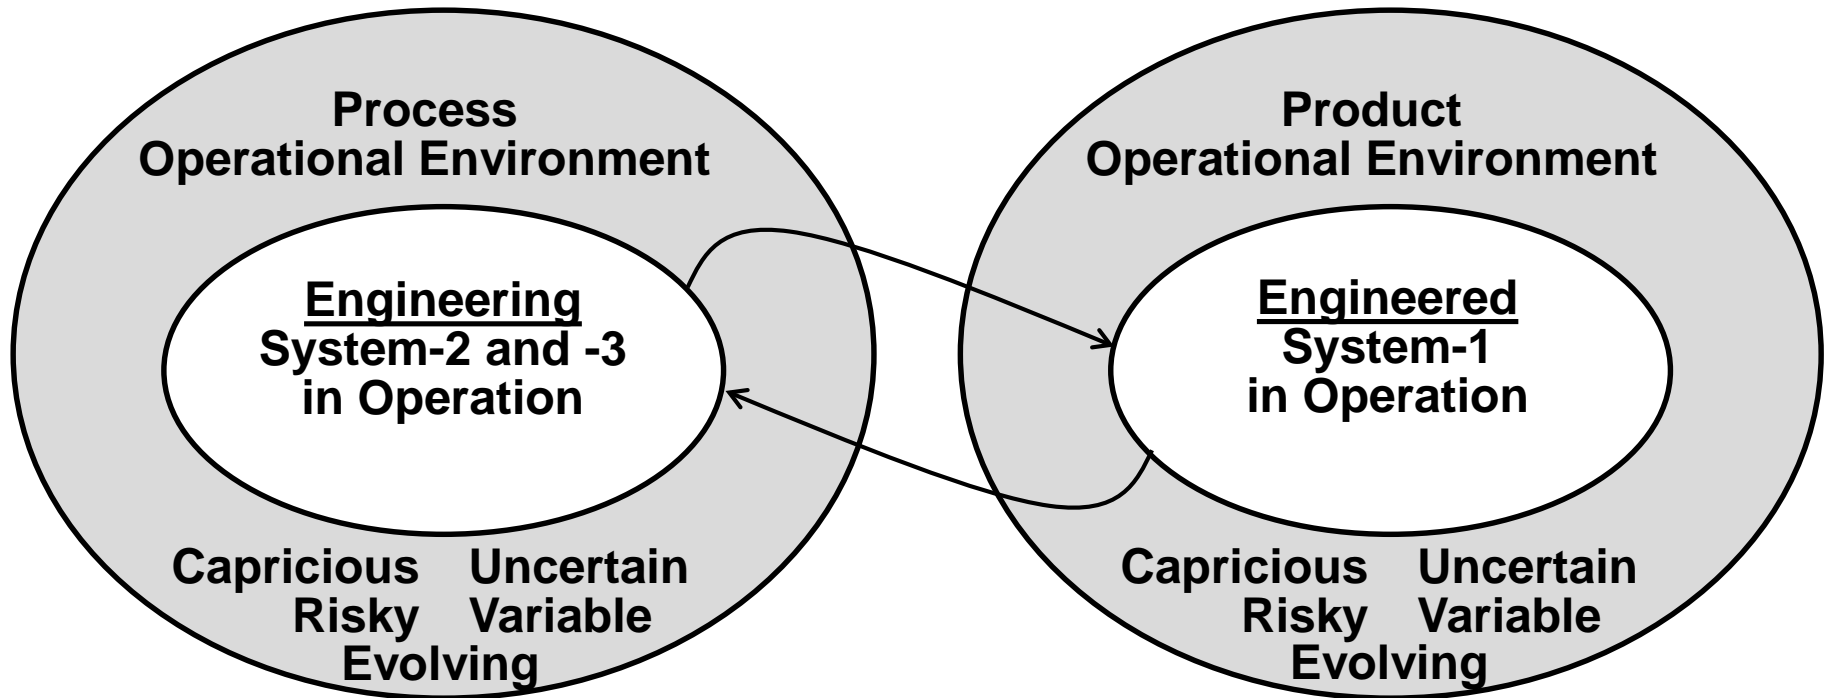 Process
Operational Environment
Engineering
System-2 and -3
in Operation
Capricious Uncertain
Risky Variable
Evolving
Product
Operational Environment
Engineered
System-1
in Operation
Capricious Uncertain
Risky Variable
Evolving